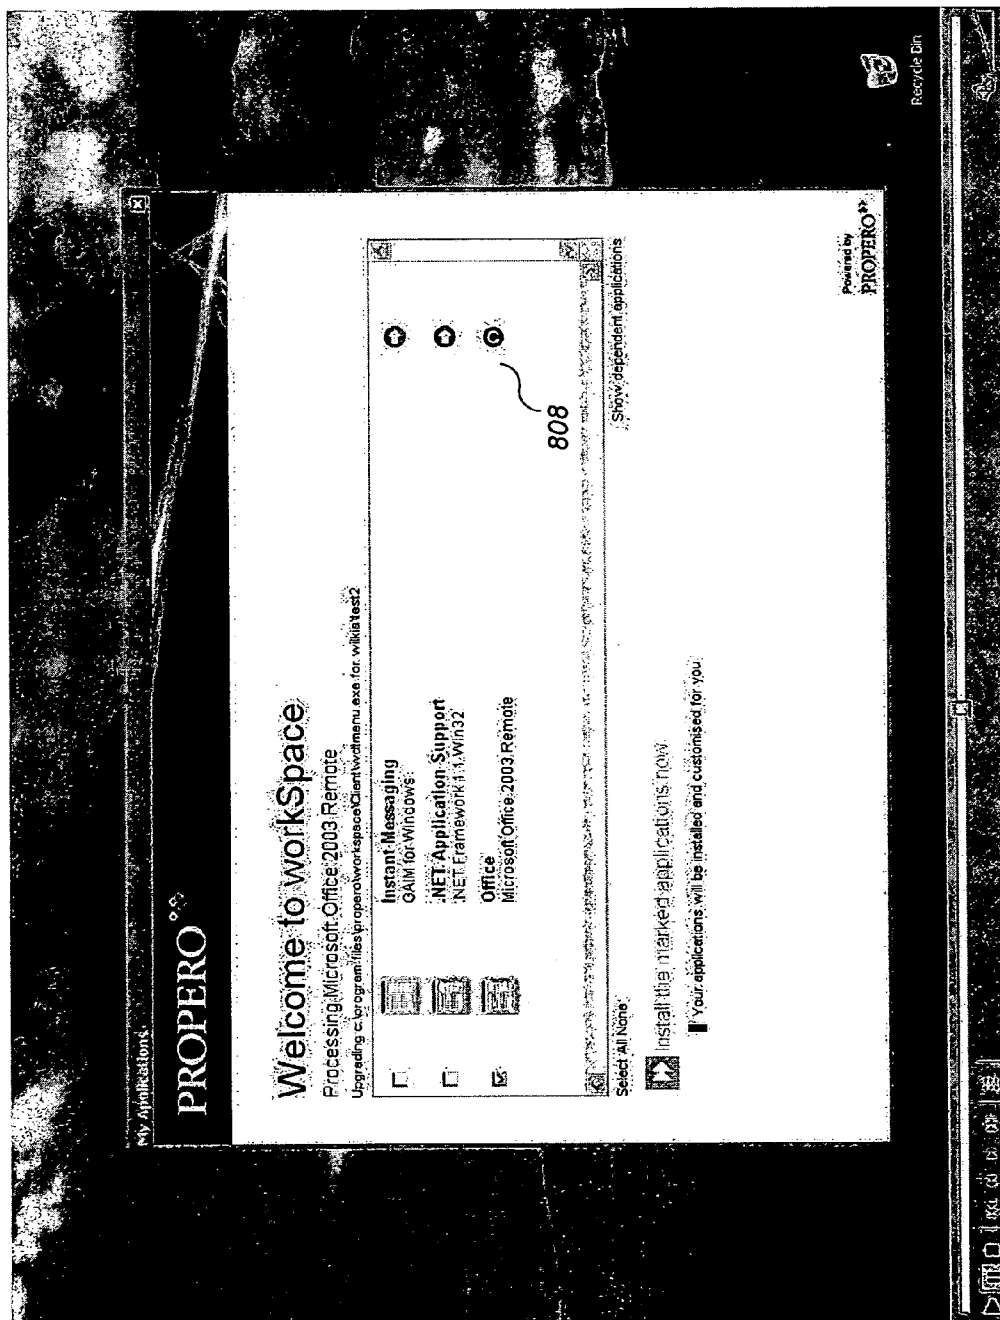 My Applications
PROPERO
Welcome to workSpace
Processing Microsoft Office 2003 Remote
Upgrading c:\program files\propero\workspace\Client\wdtmenu.exe for wilkia\test2
Instant Messaging
GAIM for Windows
.NET Application Support
.NET Framework 1.1 Win32
Office
Microsoft Office 2003 Remote
808
Select All None
Show dependent applications
Install the marked applications now
Your applications will be installed and customised for you
Powered by
PROPERO
Recycle Bin